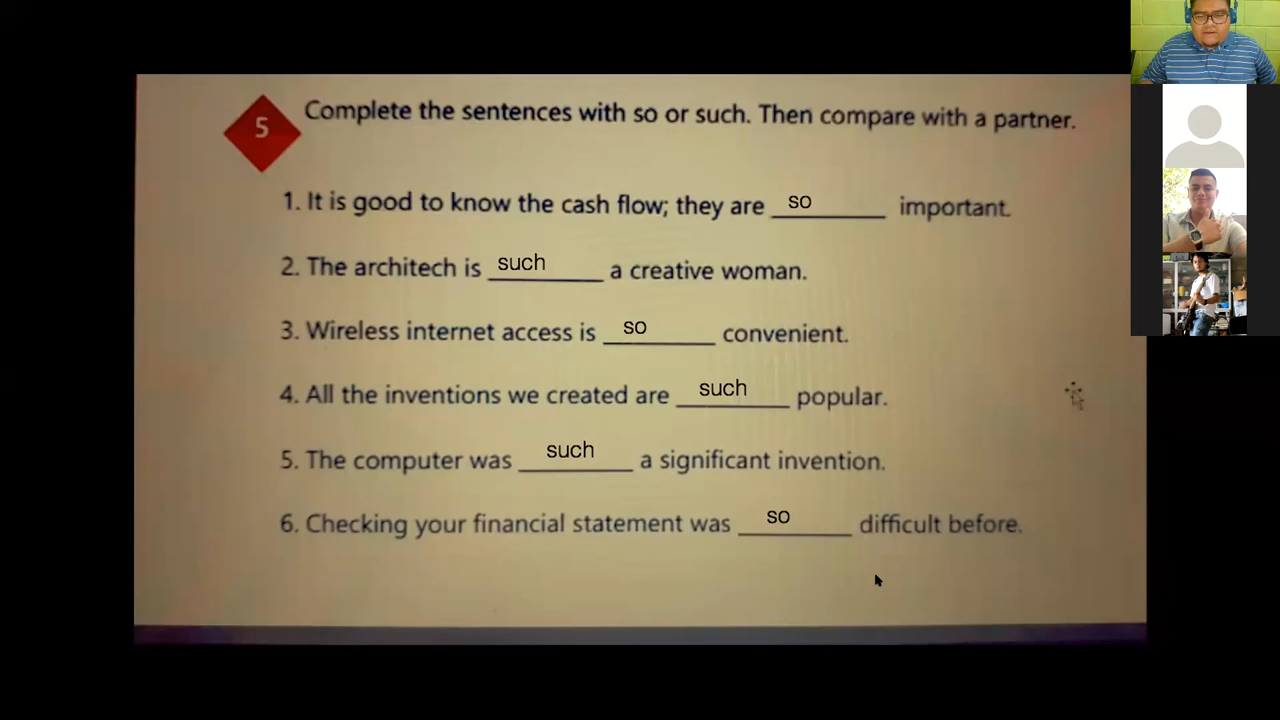 5
Complete the sentences with so or such. Then compare with a partner.
1. It is good to know the cash flow; they are so important.
2. The architech is such a creative woman.
3. Wireless internet access is so convenient.
4. All the inventions we created are such popular.
5. The computer was such a significant invention.
6. Checking your financial statement was so difficult before.